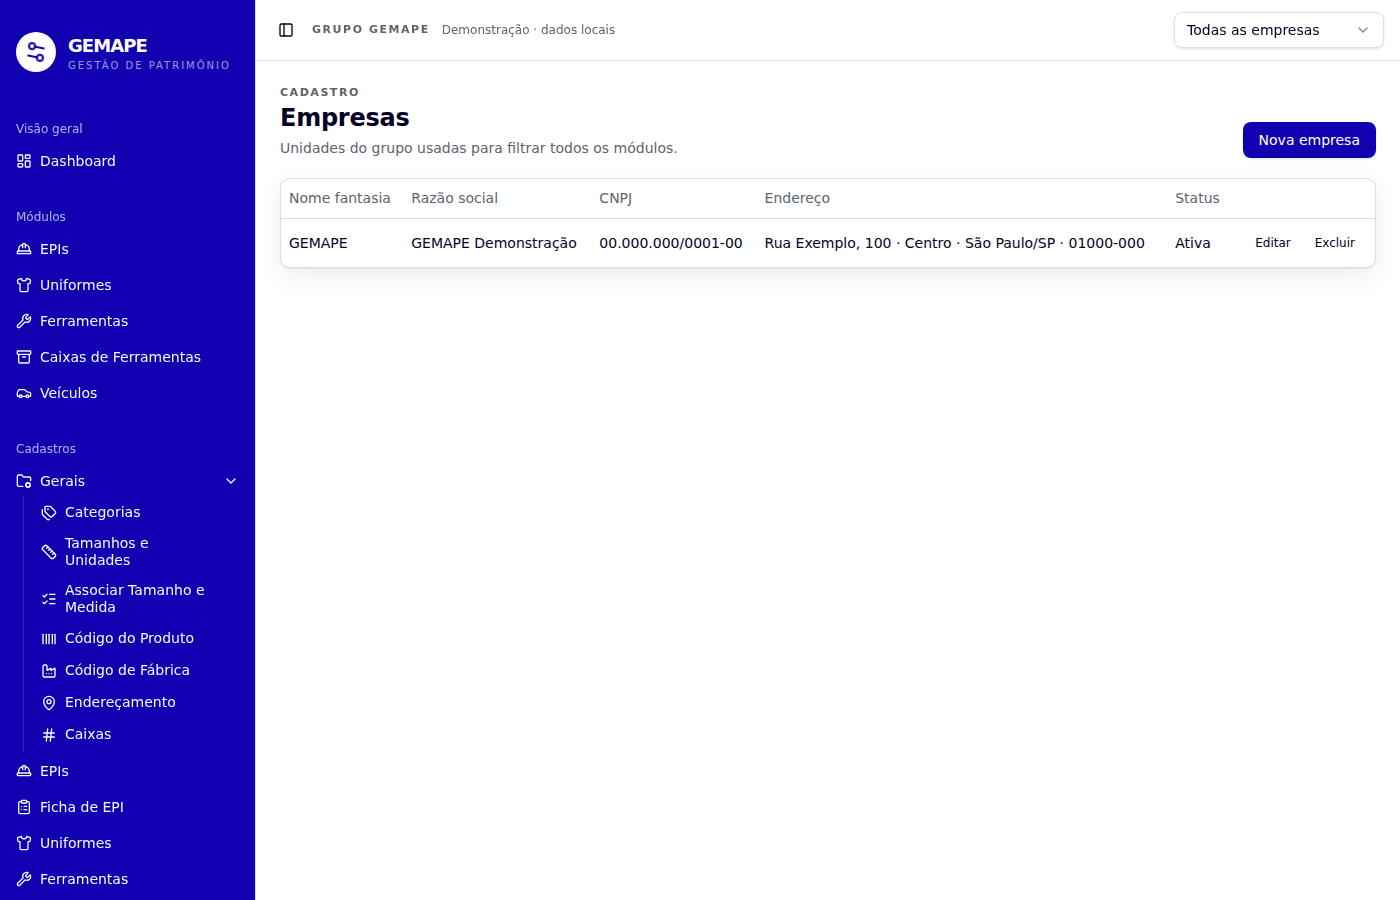 GEMAPE
GESTÃO DE PATRIMÔNIO
Visão geral
Dashboard
Módulos
EPIs
Uniformes
Ferramentas
Caixas de Ferramentas
Veículos
Cadastros
Gerais
Categorias
Tamanhos e
Unidades
Associar Tamanho e
Medida
Código do Produto
Código de Fábrica
Endereçamento
Caixas
EPIs
Ficha de EPI
Uniformes
Ferramentas
GRUPO GEMAPE Demonstração · dados locais
Todas as empresas
CADASTRO
Empresas
Unidades do grupo usadas para filtrar todos os módulos.
Nova empresa
Nome fantasia Razão social CNPJ Endereço Status
GEMAPE GEMAPE Demonstração 00.000.000/0001-00 Rua Exemplo, 100 · Centro · São Paulo/SP · 01000-000 Ativa Editar Excluir